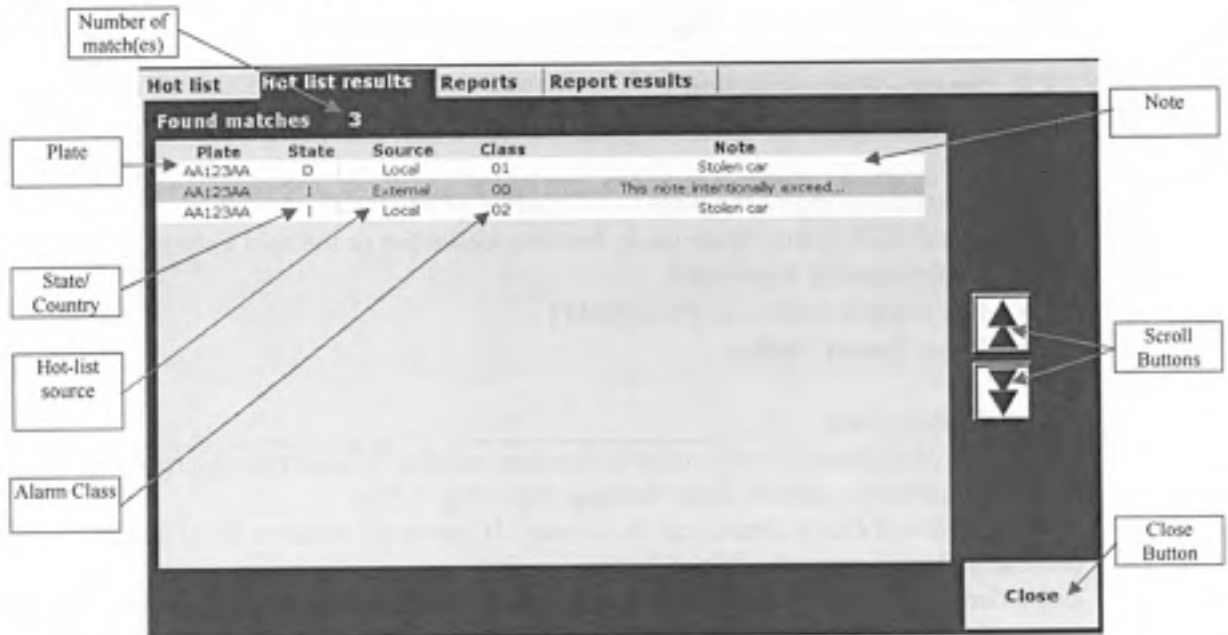 Number of
match(es)
Hot list Hot list results Reports Report results
Found matches 3
Note
Plate
Plate State Source Class Note
AA123AA D Local 01 Stolen car
AA123AA I External 00 This note intentionally exceed...
AA123AA I Local 02 Stolen car
State/
Country
Scroll
Buttons
Hot-list
source
Alarm Class
Close
Button
Close